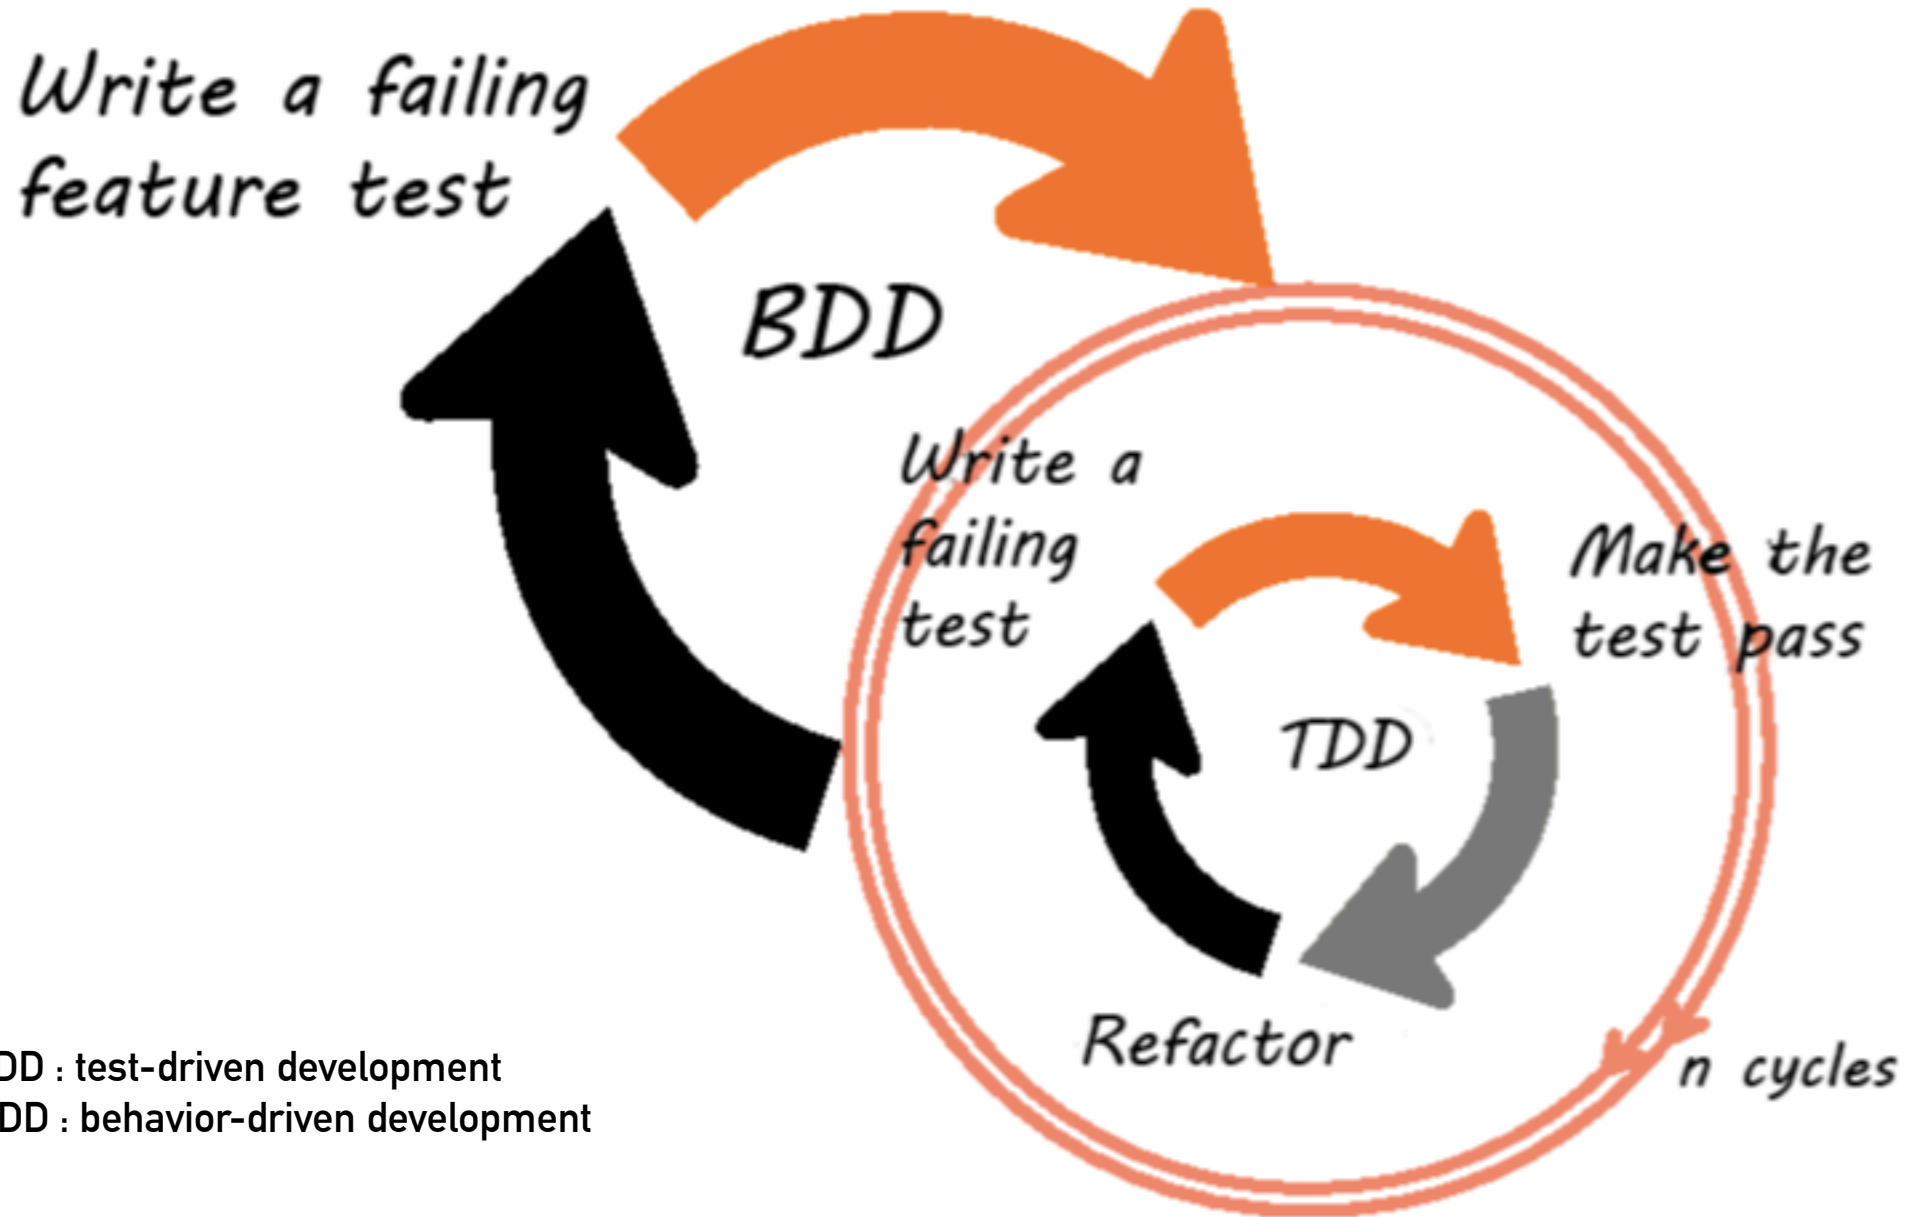 Write a failing
feature test
BDD
Write a
failing
test
Make the
test pass
TDD
Refactor
n cycles
DD : test-driven development
DD : behavior-driven development